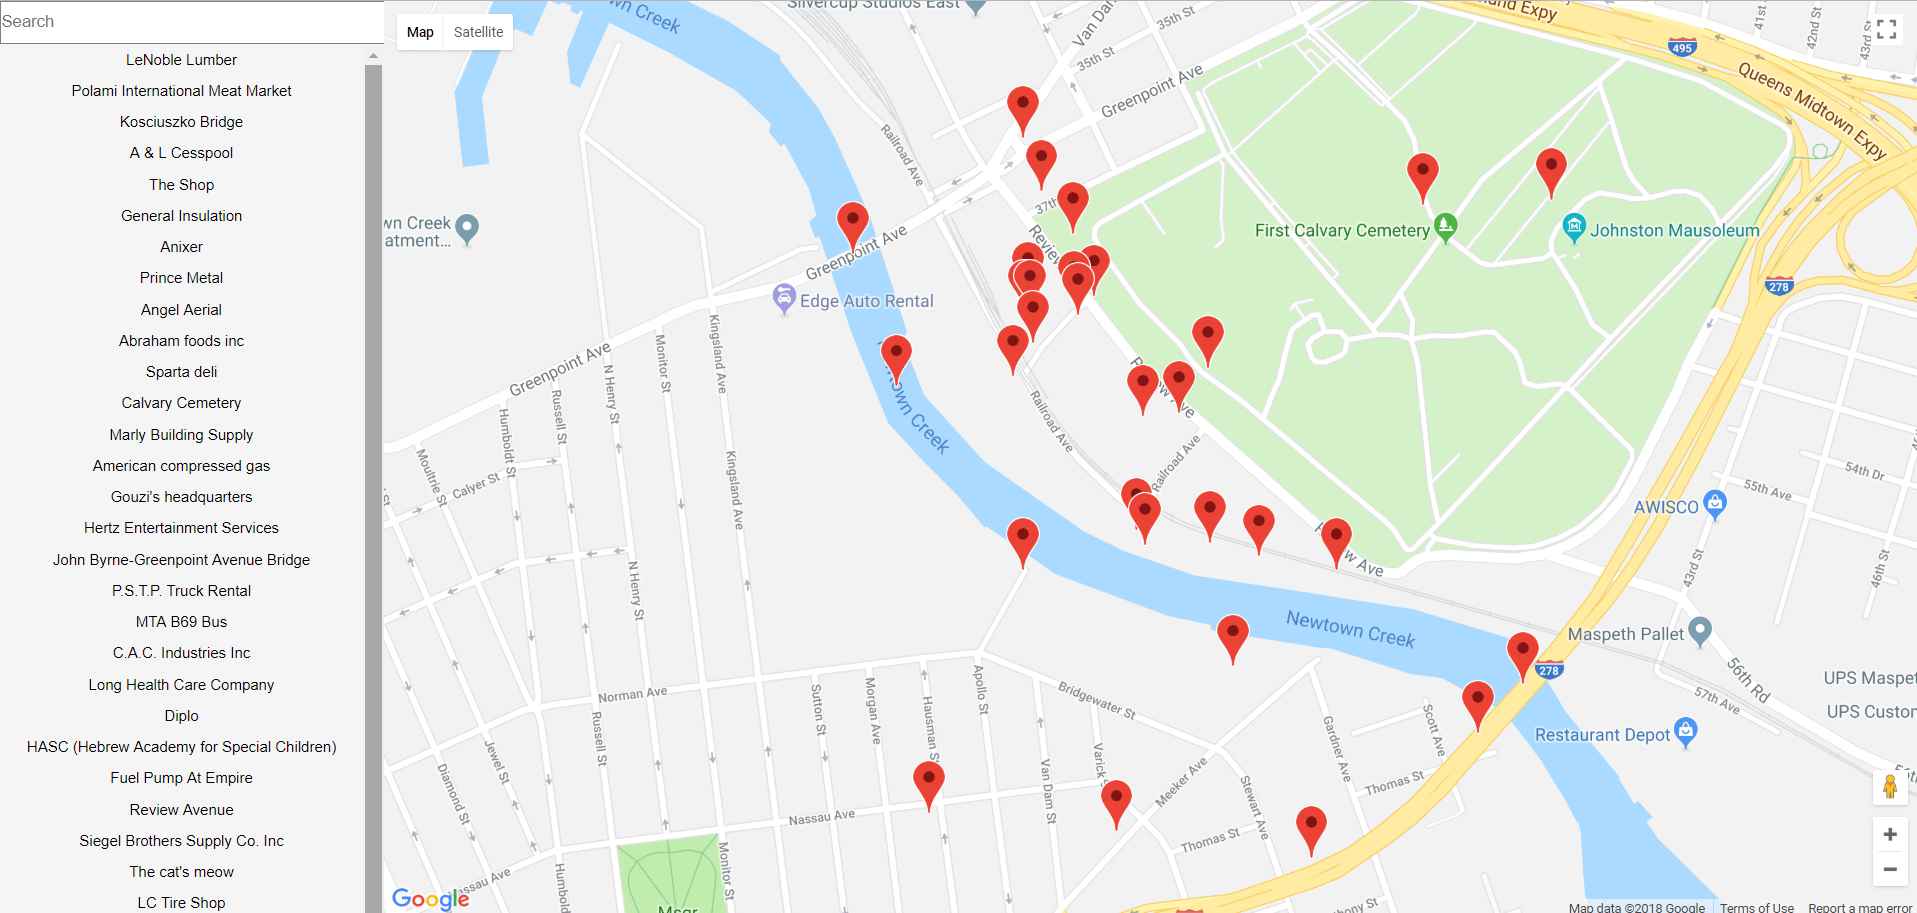 Search
LeNoble Lumber
Polami International Meat Market
Kosciuszko Bridge
A & L Cesspool
The Shop
General Insulation
Anixer
Prince Metal
Angel Aerial
Abraham foods inc
Sparta deli
Calvary Cemetery
Marly Building Supply
American compressed gas
Gouzi's headquarters
Hertz Entertainment Services
John Byrne-Greenpoint Avenue Bridge
P.S.T.P. Truck Rental
MTA B69 Bus
C.A.C. Industries Inc
Long Health Care Company
Diplo
HASC (Hebrew Academy for Special Children)
Fuel Pump At Empire
Review Avenue
Siegel Brothers Supply Co. Inc
The cat's meow
LC Tire Shop
Map
Satellite
wn Creek
Silvercup Studios East
Van Dam
35th St
35th St
Greenpoint Ave
Railroad Ave
Expy
495
41st
42nd St
43rd St
Queens Midtown Expy
wn Creek
atment...
37th
Review
First Calvary Cemetery
Johnston Mausoleum
Greenpoint Ave
Edge Auto Rental
278
Greenpoint Ave
Kingsland Ave
Monitor St
N Henry St
Russell St
Humboldt St
Moultrie St
Calyer St
Kingsland Ave
Newtown Creek
Railroad Ave
Railroad Ave
Review Ave
54th Dr
55th Ave
AWISCO
43rd St
46th St
N Henry St
Newtown Creek
Maspeth Pallet
278
56th Rd
57th Ave
UPS Maspet
UPS Custom
Restaurant Depot
Norman Ave
Russell St
Sutton St
Morgan Ave
Hausman St
Apollo St
Bridgewater St
Van Dam St
Varick
Meeker Ave
Stewart Ave
Gardner Ave
Scott Ave
Thomas St
Thomas St
Jewel St
Diamond St
Nassau Ave
Nassau Ave
Monitor St
Humbold
Msgr
Google
Map data ©2018 Google
Terms of Use
Report a map error